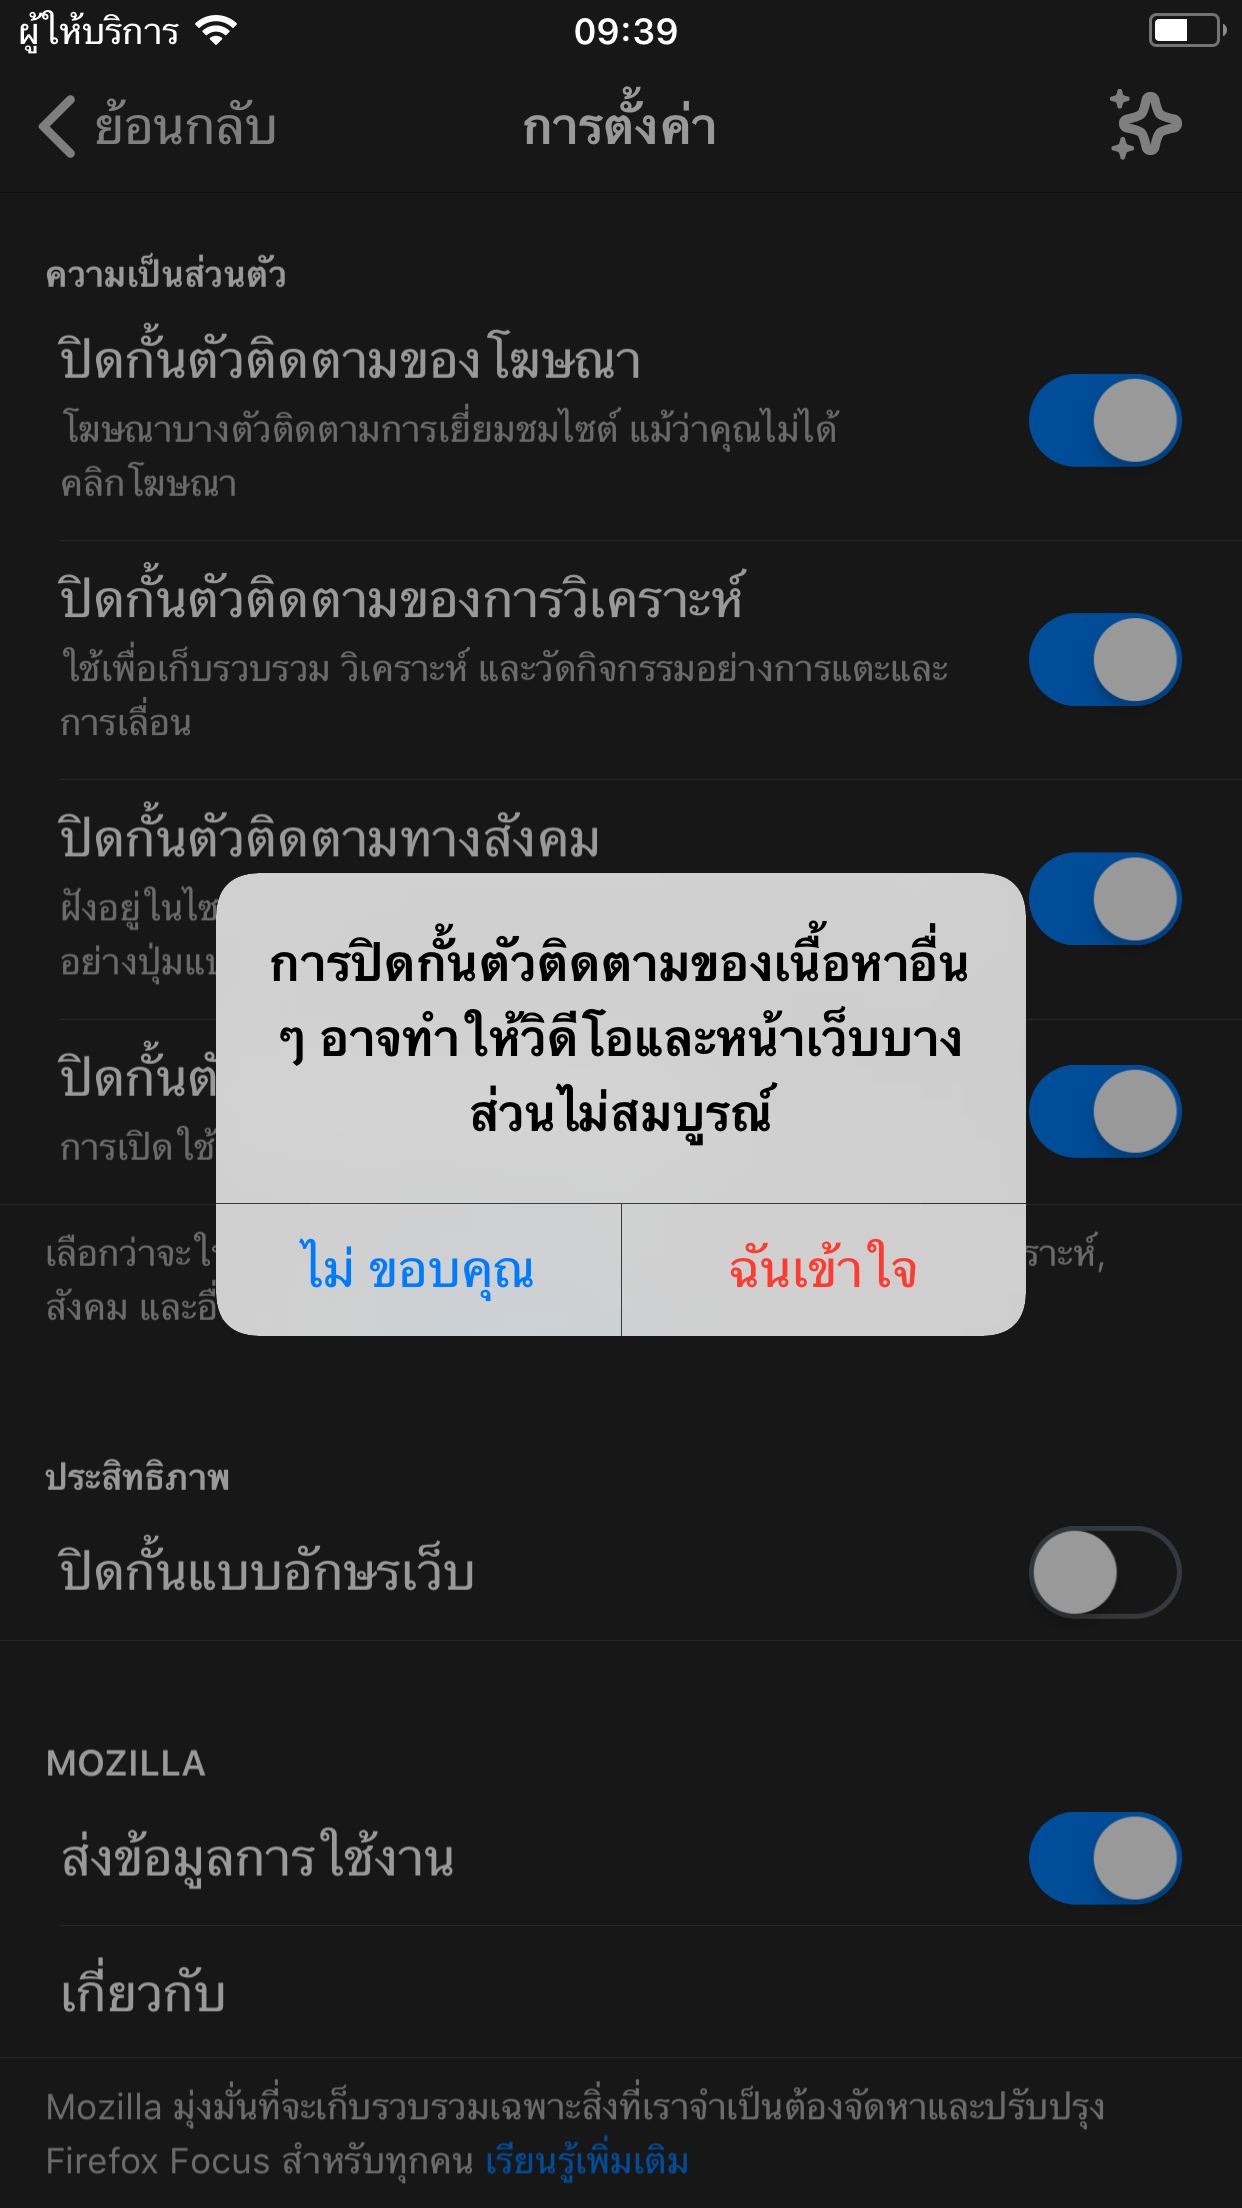 ผู้ให้บริการ
09:39
ย้อนกลับ
การตั้งค่า
ความเป็นส่วนตัว
ปิดกั้นตัวติดตามของโฆษณา
โฆษณาบางตัวติดตามการเยี่ยมชมไซต์ แม้ว่าคุณไม่ได้
คลิกโฆษณา
ปิดกั้นตัวติดตามของการวิเคราะห์
ใช้เพื่อเก็บรวบรวม วิเคราะห์ และวัดกิจกรรมอย่างการแตะและ
การเลื่อน
ปิดกั้นตัวติดตามทางสังคม
ฝังอยู่ในไซ
อย่างปุ่มแ
ปิดกั้นตั
การเปิดใช้
การปิดกั้นตัวติดตามของเนื้อหาอื่น
ๆ อาจทำให้วิดีโอและหน้าเว็บบาง
ส่วนไม่สมบูรณ์
ไม่ ขอบคุณ
ฉันเข้าใจ
เลือกว่าจะใ
ราะห์,
สังคม และอื่
ประสิทธิภาพ
ปิดกั้นแบบอักษรเว็บ
MOZILLA
ส่งข้อมูลการใช้งาน
เกี่ยวกับ
Mozilla มุ่งมั่นที่จะเก็บรวบรวมเฉพาะสิ่งที่เราจำเป็นต้องจัดหาและปรับปรุง
Firefox Focus สำหรับทุกคน เรียนรู้เพิ่มเติม